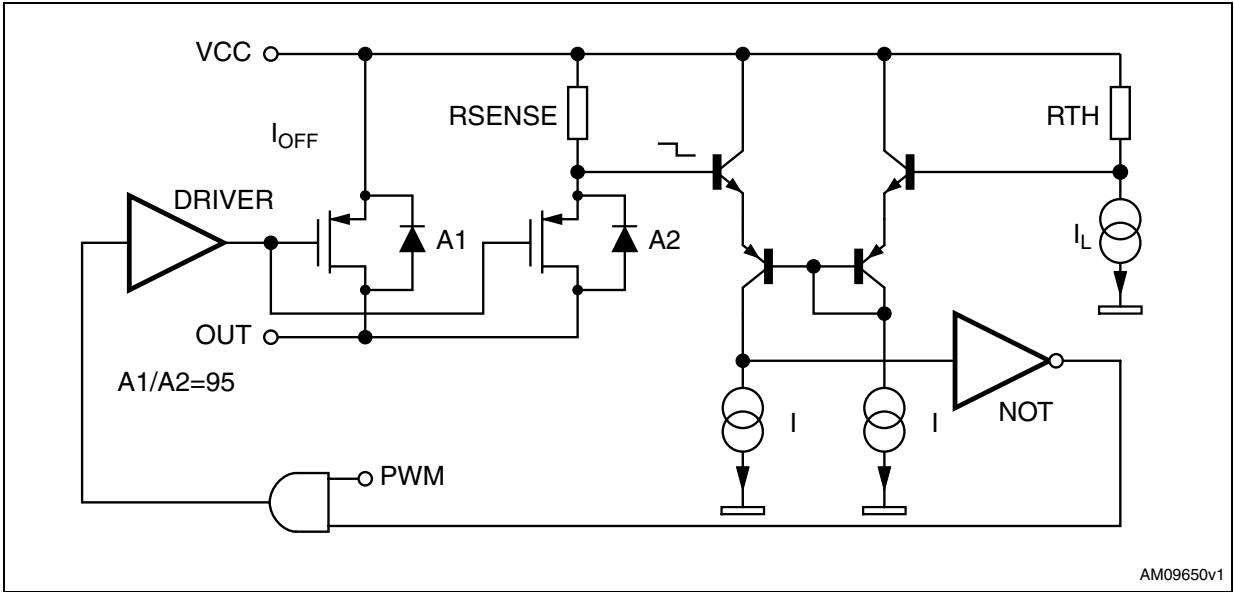 VCC
RSENSE
RTH
IOFF
DRIVER
A1
A2
IL
OUT
A1/A2=95
I
I
NOT
PWM
AM09650v1